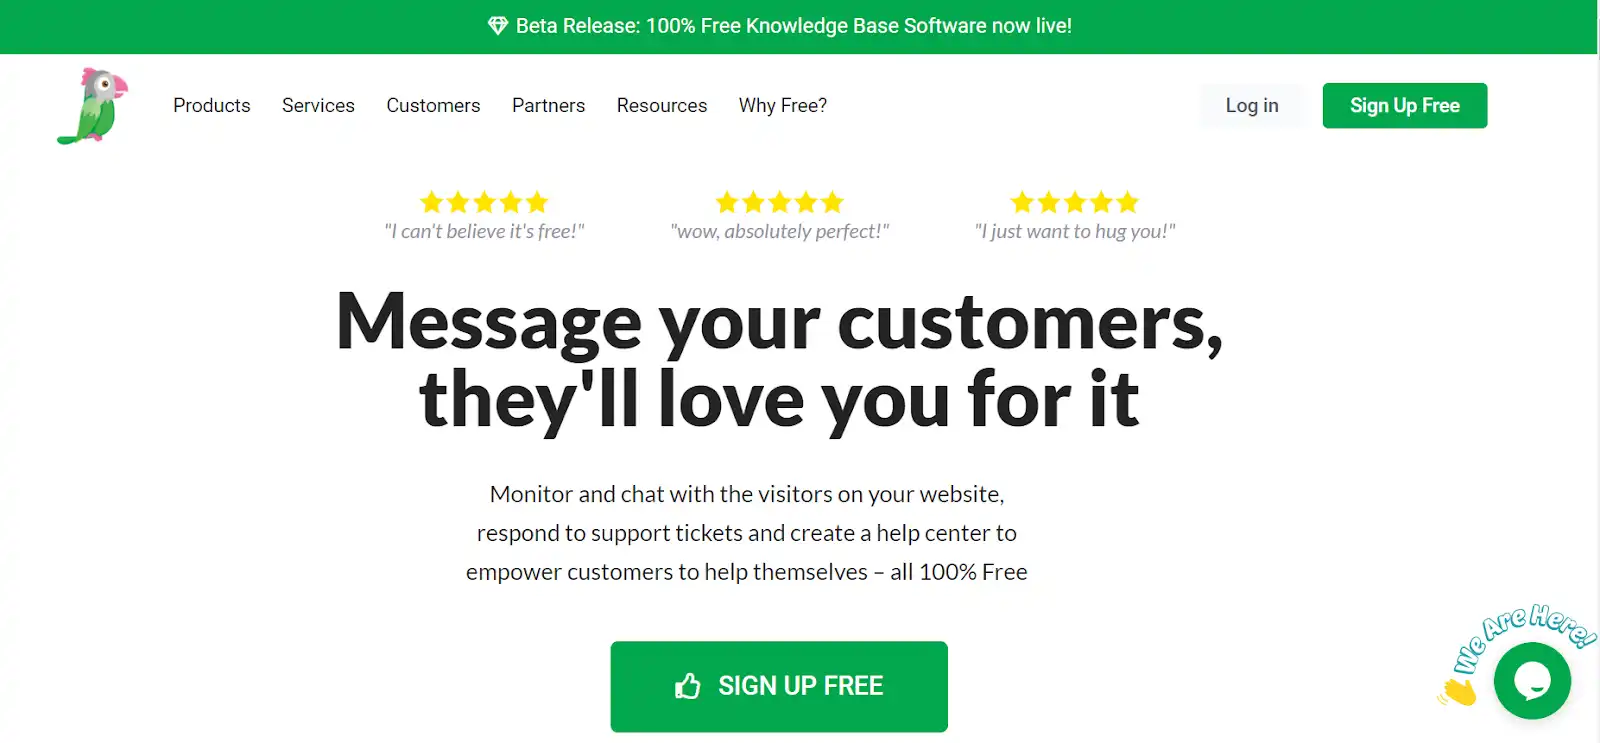 Beta Release: 100% Free Knowledge Base Software now live!
Products Services Customers Partners Resources Why Free? Log in Sign Up Free
"I can't believe it's free!" "wow, absolutely perfect!" "I just want to hug you!"
Message your customers,
they'll love you for it
Monitor and chat with the visitors on your website,
respond to support tickets and create a help center to
empower customers to help themselves – all 100% Free
SIGN UP FREE
We Are Here!